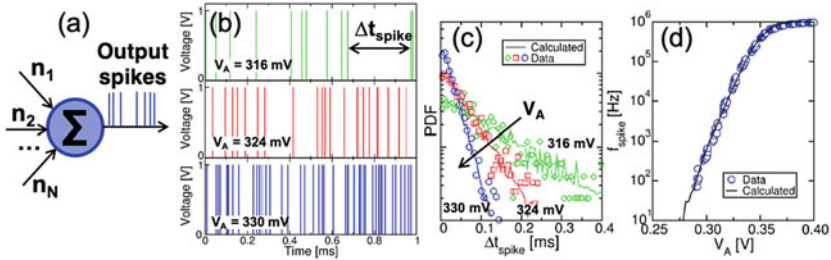 (a)
n1
n2
...
nN
Σ
Output
spikes
(b)
Voltage [V]
1
0
VA = 316 mV
Δtspike
Voltage [V]
1
0
VA = 324 mV
Voltage [V]
1
0
VA = 330 mV
0 0.2 0.4 0.6 0.8 1
Time [ms]
(c)
Calculated
Data
PDF
VA
316 mV
330 mV
324 mV
0 0.1 0.2 0.3 0.4
Δtspike [ms]
(d)
fspike [Hz]
10^6
10^5
10^4
10^3
10^2
10^1
Data
Calculated
0.25 0.30 0.35 0.40
VA [V]